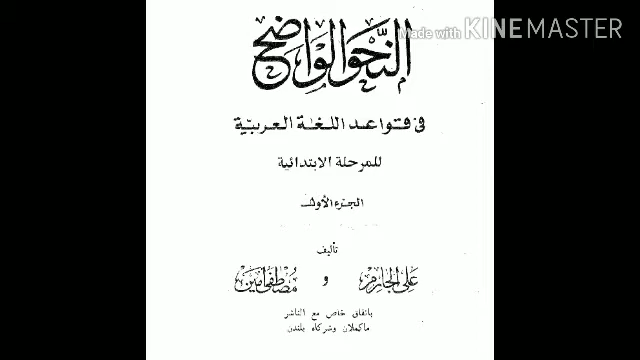 النحو الواضح
Made with KINEMASTER
في قواعد اللغة العربية
للمرحلة الابتدائية
الجزء الأول
تأليف
علي الجارم و مصطفى أمين
باتفاق خاص مع الناشر
ماكملان وشركاه بلندن